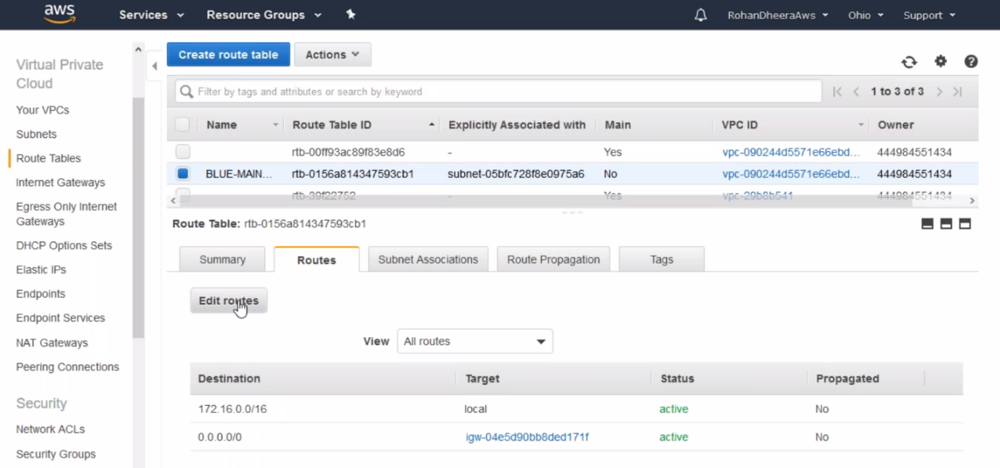 aws Services Resource Groups RohanDheeraAws Ohio Support
Virtual Private
Cloud
Your VPCs
Subnets
Route Tables
Internet Gateways
Egress Only Internet
Gateways
DHCP Options Sets
Elastic IPs
Endpoints
Endpoint Services
NAT Gateways
Peering Connections
Security
Network ACLs
Security Groups
Create route table Actions
Filter by tags and attributes or search by keyword 1 to 3 of 3
Name Route Table ID Explicitly Associated with Main VPC ID Owner
rtb-00ff93ac89f83e8d6 - Yes vpc-090244d5571e66ebd... 444984551434
BLUE-MAIN... rtb-0156a814347593cb1 subnet-05bfc728f8e0975a6 No vpc-090244d5571e66ebd... 444984551434
rtb-39f22752 - Yes vpc-29b8b541 444984551434
Route Table: rtb-0156a814347593cb1
Summary Routes Subnet Associations Route Propagation Tags
Edit routes
View All routes
Destination Target Status Propagated
172.16.0.0/16 local active No
0.0.0.0/0 igw-04e5d90bb8ded171f active No